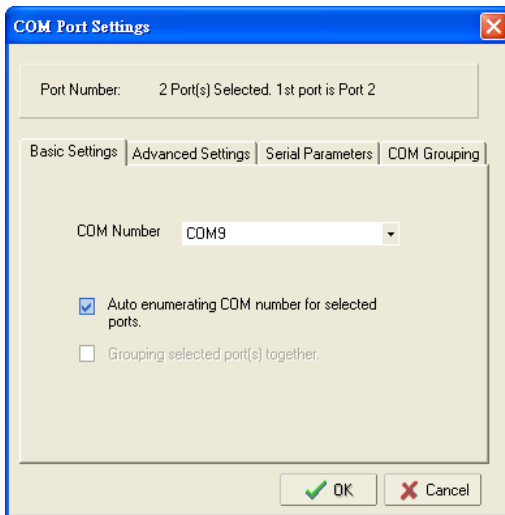 COM Port Settings
Port Number: 2 Port(s) Selected. 1st port is Port 2
Basic Settings Advanced Settings Serial Parameters COM Grouping
COM Number COM9
Auto enumerating COM number for selected
ports.
Grouping selected port(s) together.
OK Cancel